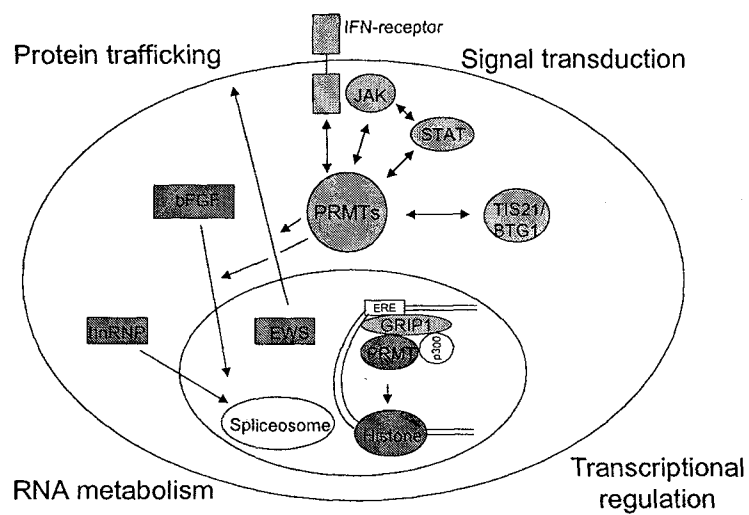 IFN-receptor
Protein trafficking
Signal transduction
JAK
STAT
bFGF
PRMTs
TIS21/
BTG1
ERE
GRIP1
hnRNP
EWS
PRMT
p300
Spliceosome
Histone
RNA metabolism
Transcriptional
regulation